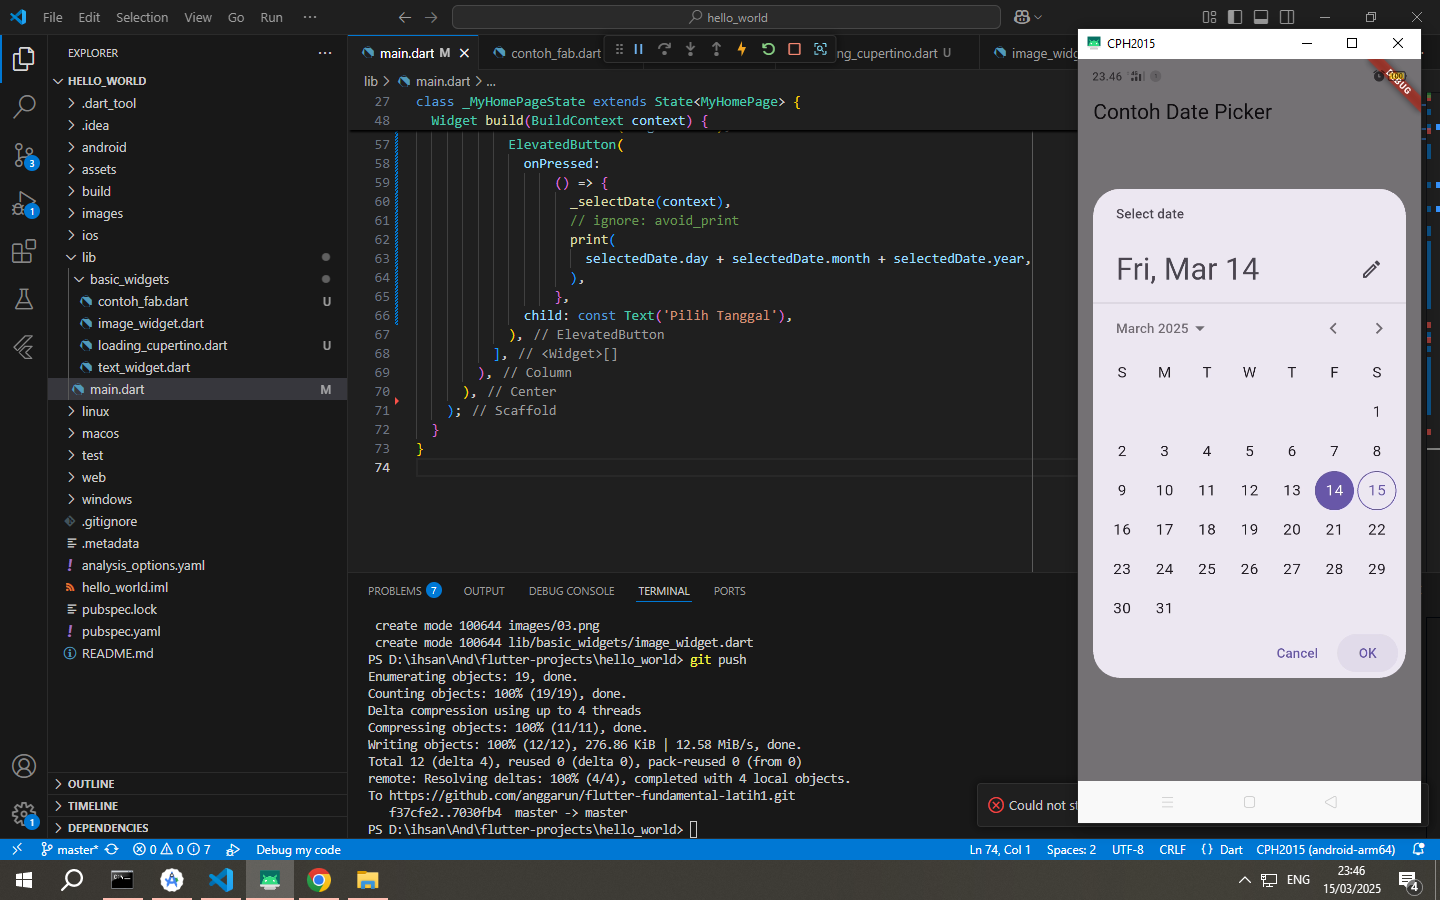 File Edit Selection View Go Run ···
hello_world
EXPLORER
HELLO_WORLD
.dart_tool
.idea
android
assets
build
images
ios
lib
basic_widgets
contoh_fab.dart U
image_widget.dart
loading_cupertino.dart U
text_widget.dart
main.dart M
linux
macos
test
web
windows
.gitignore
.metadata
analysis_options.yaml
hello_world.iml
pubspec.lock
pubspec.yaml
README.md
OUTLINE
TIMELINE
DEPENDENCIES
3
1
1
main.dart M
contoh_fab.dart
ng_cupertino.dart U
image_widg
lib > main.dart > ...
27 class _MyHomePageState extends State<MyHomePage> {
48 Widget build(BuildContext context) {
57 ElevatedButton(
58 onPressed:
59 () => {
60 _selectDate(context),
61 // ignore: avoid_print
62 print(
63 selectedDate.day + selectedDate.month + selectedDate.year,
64 ),
65 },
66 child: const Text('Pilih Tanggal'),
67 ), // ElevatedButton
68 ], // <Widget>[]
69 ), // Column
70 ), // Center
71 ); // Scaffold
72 }
73 }
74
PROBLEMS 7 OUTPUT DEBUG CONSOLE TERMINAL PORTS
create mode 100644 images/03.png
create mode 100644 lib/basic_widgets/image_widget.dart
PS D:\ihsan\And\flutter-projects\hello_world> git push
Enumerating objects: 19, done.
Counting objects: 100% (19/19), done.
Delta compression using up to 4 threads
Compressing objects: 100% (11/11), done.
Writing objects: 100% (12/12), 276.86 KiB | 12.58 MiB/s, done.
Total 12 (delta 4), reused 0 (delta 0), pack-reused 0 (from 0)
remote: Resolving deltas: 100% (4/4), completed with 4 local objects.
To https://github.com/anggarun/flutter-fundamental-latih1.git
f37cfe2..7030fb4 master -> master
PS D:\ihsan\And\flutter-projects\hello_world>
Could not st
CPH2015
23.46
DEBUG
Contoh Date Picker
Select date
Fri, Mar 14
March 2025
S M T W T F S
1
2 3 4 5 6 7 8
9 10 11 12 13 14 15
16 17 18 19 20 21 22
23 24 25 26 27 28 29
30 31
Cancel OK
master* 0 0 7 Debug my code
Ln 74, Col 1 Spaces: 2 UTF-8 CRLF {} Dart CPH2015 (android-arm64)
ENG
23:46
15/03/2025
4